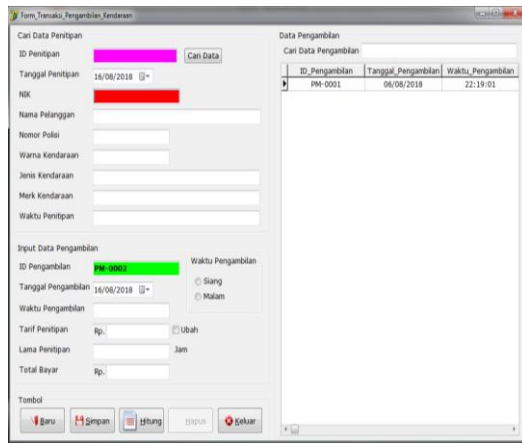 Form_Transaksi_Pengambilan_Kendaraan
Cari Data Penitipan
ID Penitipan
Cari Data
Tanggal Penitipan 16/08/2018
NIK
Nama Pelanggan
Nomor Polisi
Warna Kendaraan
Jenis Kendaraan
Merk Kendaraan
Waktu Penitipan
Input Data Pengambilan
ID Pengambilan PM-0002
Tanggal Pengambilan 16/08/2018
Waktu Pengambilan
Tarif Penitipan Rp. Ubah
Lama Penitipan Jam
Total Bayar Rp.
Waktu Pengambilan
Siang
Malam
Tombol
Baru Simpan Hitung Hapus Keluar
Data Pengambilan
Cari Data Pengambilan
ID_Pengambilan Tanggal_Pengambilan Waktu_Pengambilan
PM-0001 06/08/2018 22:19:01